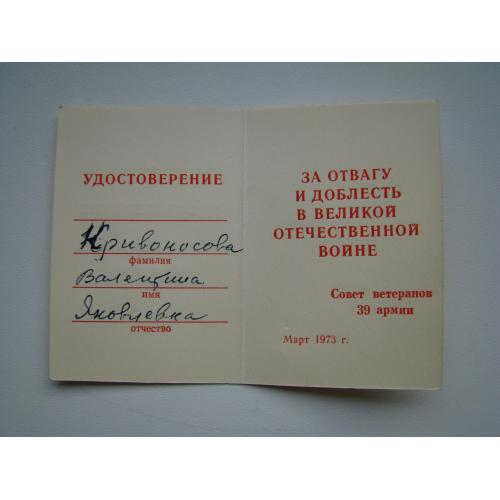 УДОСТОВЕРЕНИЕ
Кривоносова
фамилия
Валентина
имя
Яковлевна
отчество
ЗА ОТВАГУ
И ДОБЛЕСТЬ
В ВЕЛИКОЙ
ОТЕЧЕСТВЕННОЙ
ВОЙНЕ
Совет ветеранов
39 армии
Март 1973 г.